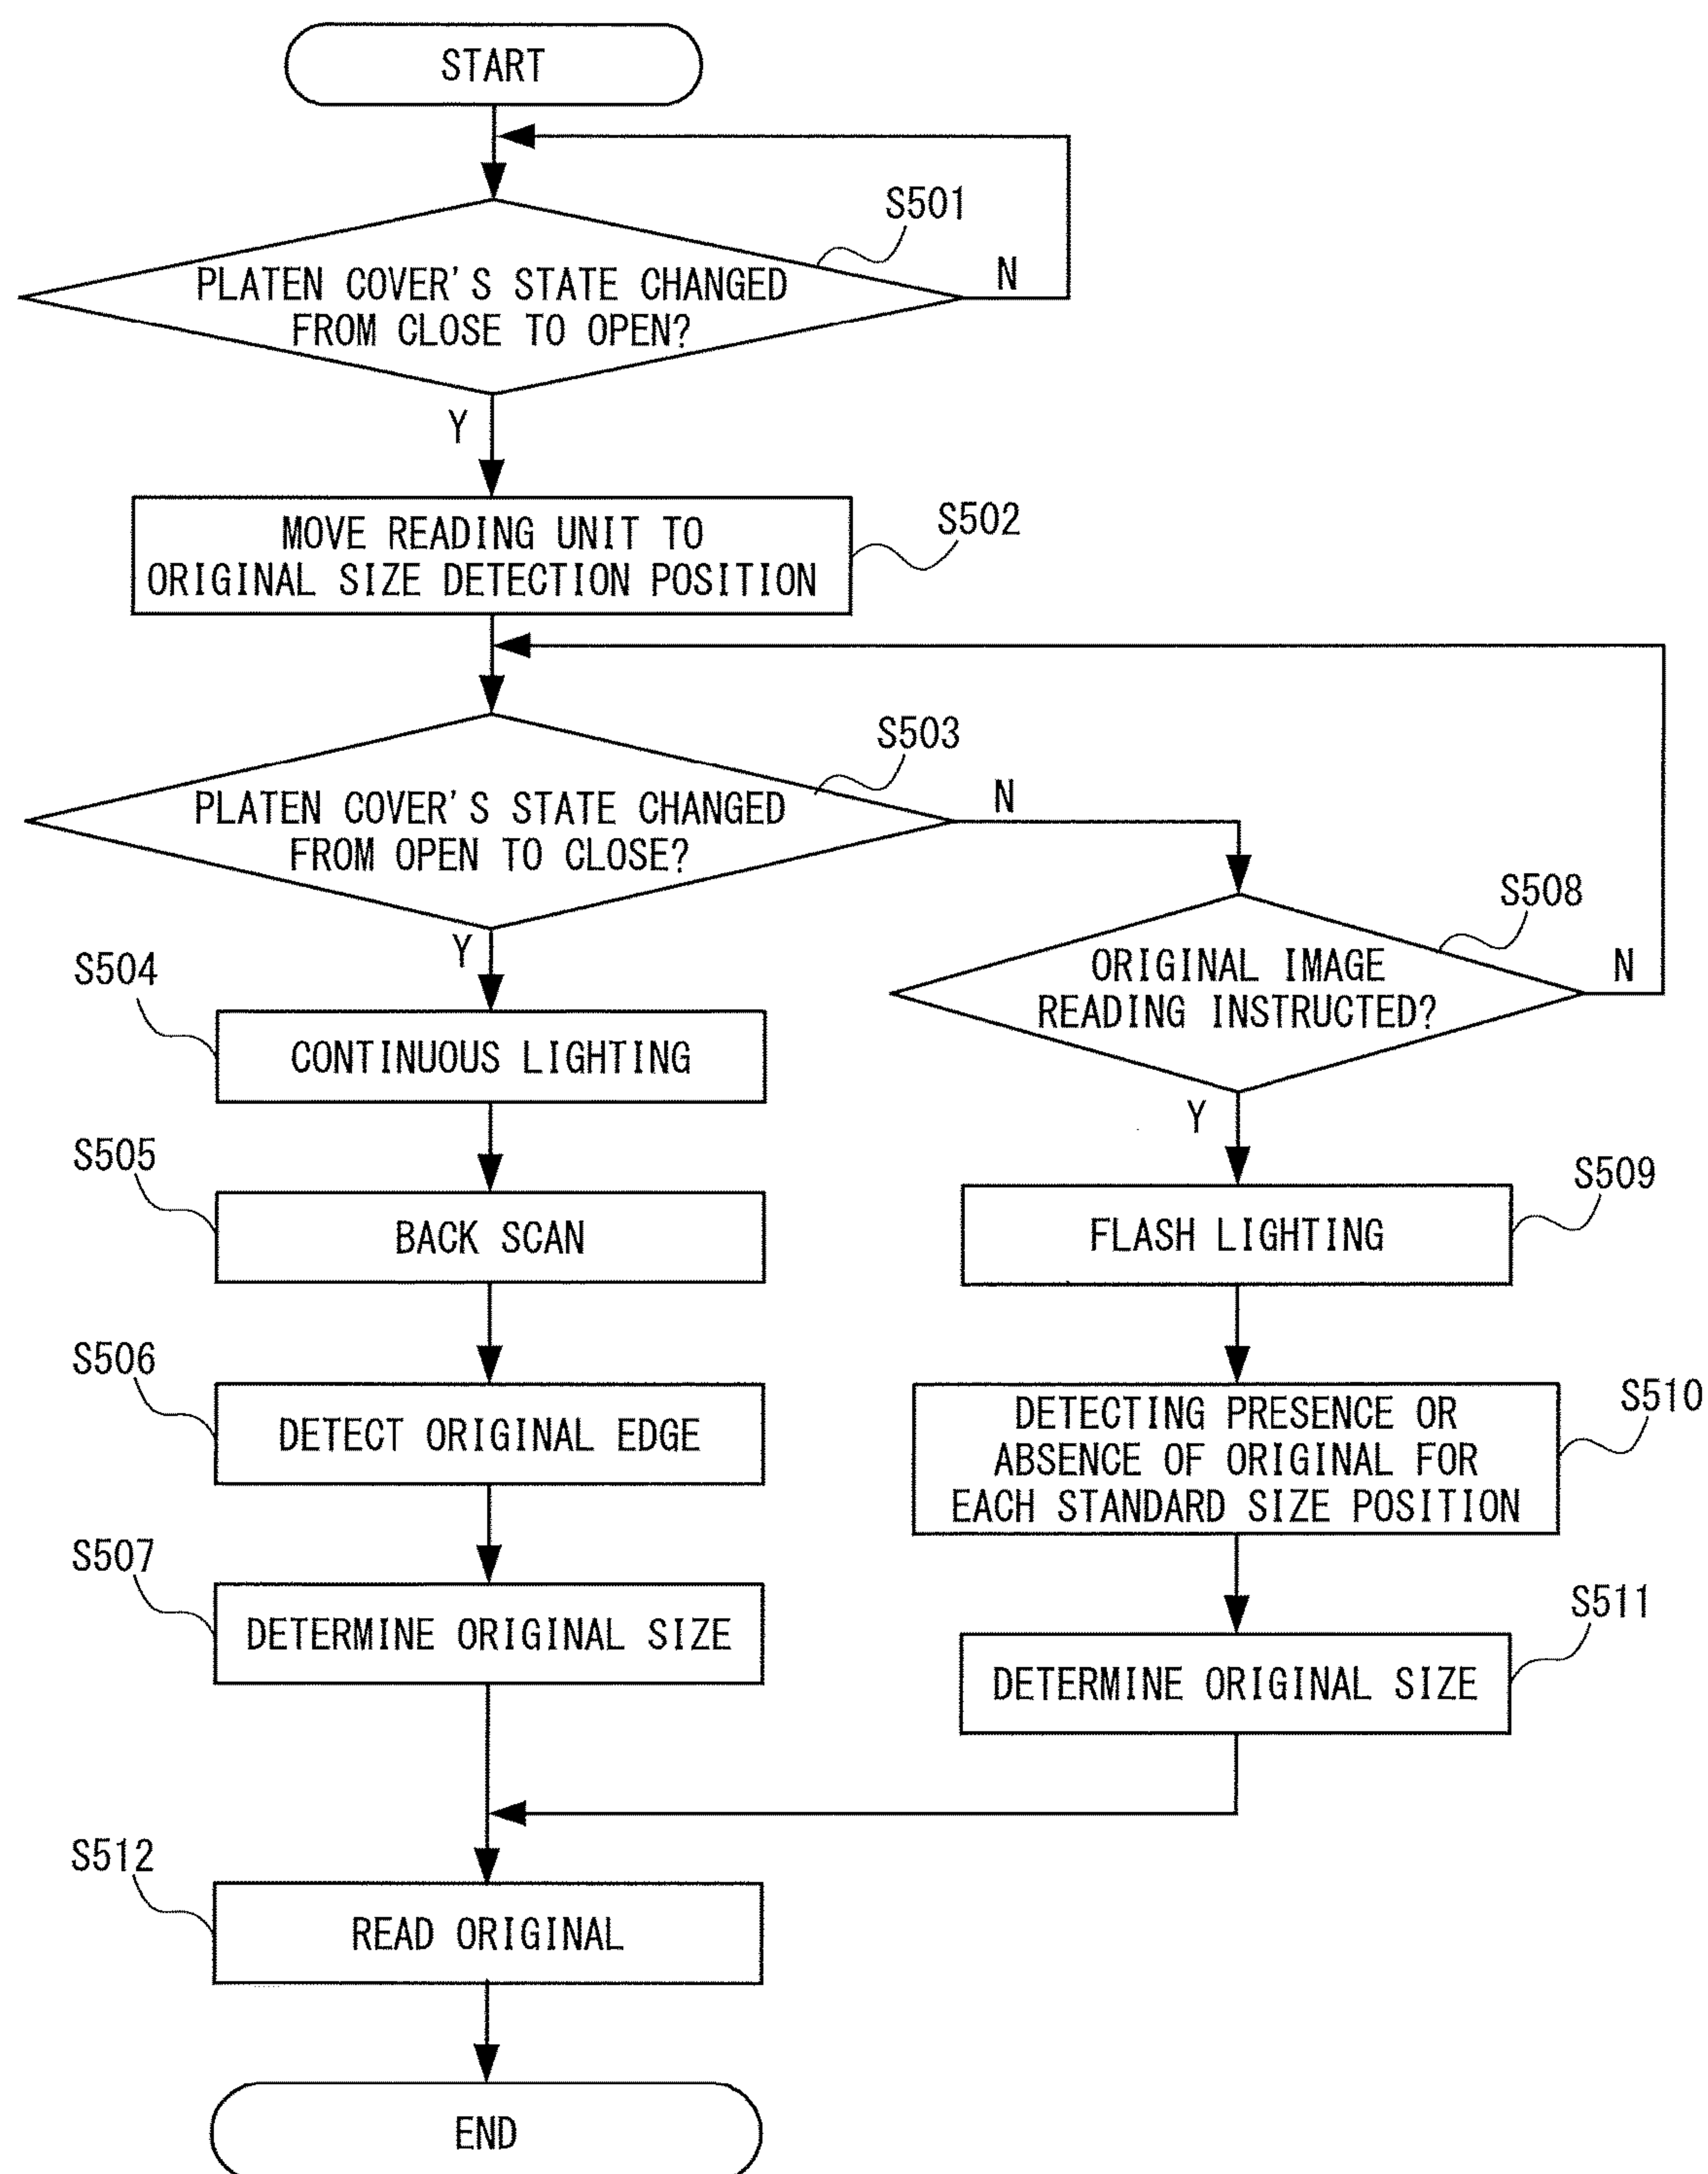 START
S501
PLATEN COVER'S STATE CHANGED
FROM CLOSE TO OPEN?
N
Y
MOVE READING UNIT TO
ORIGINAL SIZE DETECTION POSITION
S502
S503
PLATEN COVER'S STATE CHANGED
FROM OPEN TO CLOSE?
N
Y
S508
ORIGINAL IMAGE
READING INSTRUCTED?
N
Y
S504
CONTINUOUS LIGHTING
S505
BACK SCAN
S509
FLASH LIGHTING
S506
DETECT ORIGINAL EDGE
S510
DETECTING PRESENCE OR
ABSENCE OF ORIGINAL FOR
EACH STANDARD SIZE POSITION
S507
DETERMINE ORIGINAL SIZE
S511
DETERMINE ORIGINAL SIZE
S512
READ ORIGINAL
END